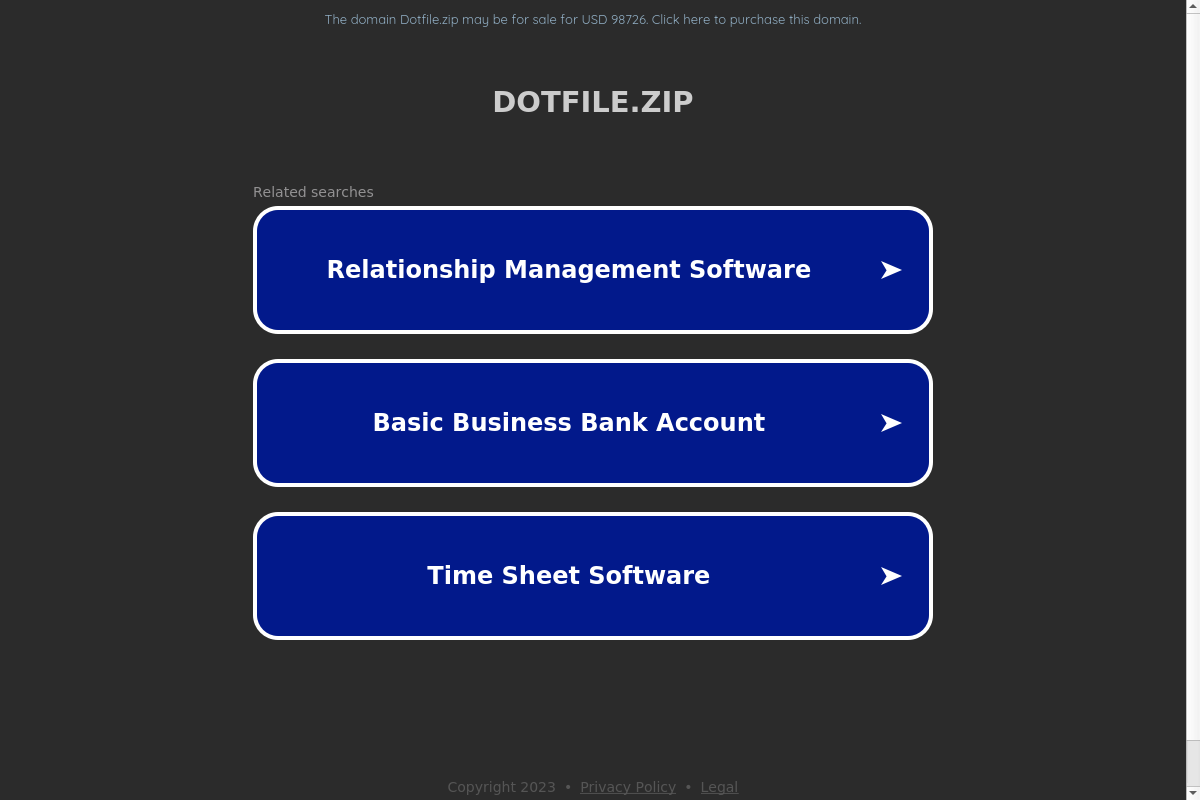 The domain Dotfile.zip may be for sale for USD 98726. Click here to purchase this domain.
DOTFILE.ZIP
Related searches
Relationship Management Software
Basic Business Bank Account
Time Sheet Software
Copyright 2023 • Privacy Policy • Legal